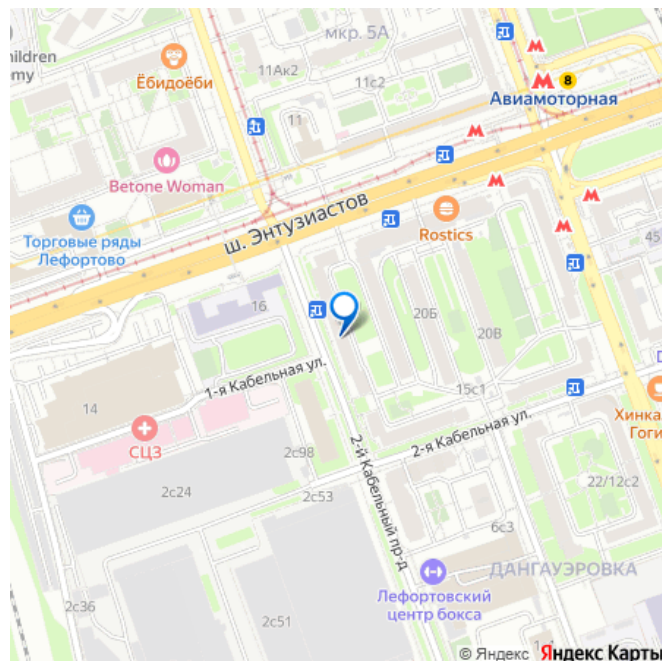 мкр. 5А
hildren
emy
Ёбидоёби
11Ак2
11с2
8
Авиамоторная
11
Betone Woman
ш. Энтузиастов
Rostics
Торговые ряды
Лефортово
45
16
20Б
20В
1-я Кабельная ул.
15с1
14
Хинка
Гоги
2-я Кабельная ул.
СЦЗ
2с98
2-й Кабельный пр-д
2с24
22/12с2
2с53
6с3
ДАНГАУЭРОВКА
Лефортовский
центр бокса
2с36
2с51
© Яндекс Яндекс Карты